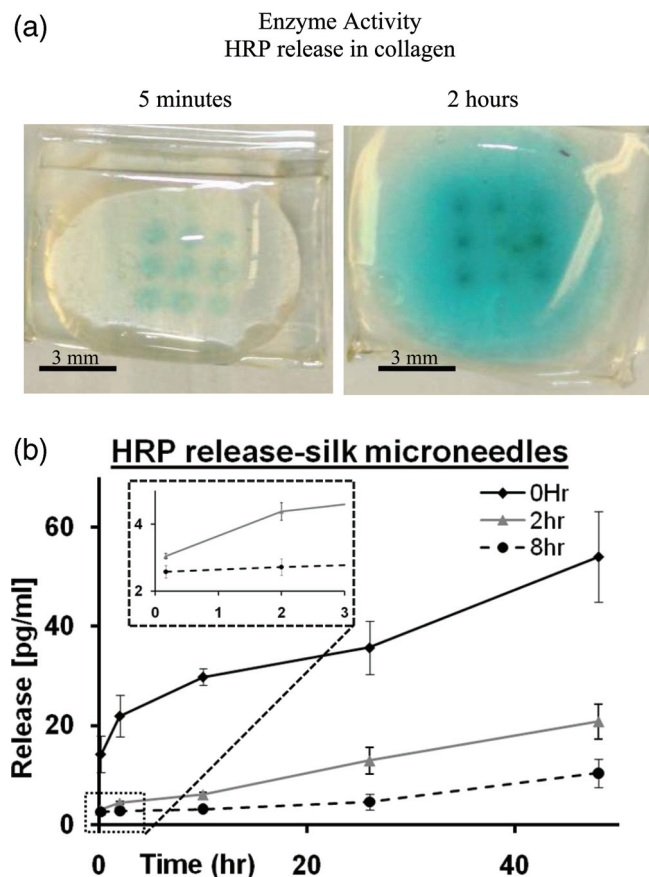 (a)
Enzyme Activity
HRP release in collagen
5 minutes
2 hours
3 mm
3 mm
(b)
HRP release-silk microneedles
0Hr
2hr
8hr
4
2
0
1
2
3
60
40
20
0
Release [pg/ml]
0
20
40
Time (hr)